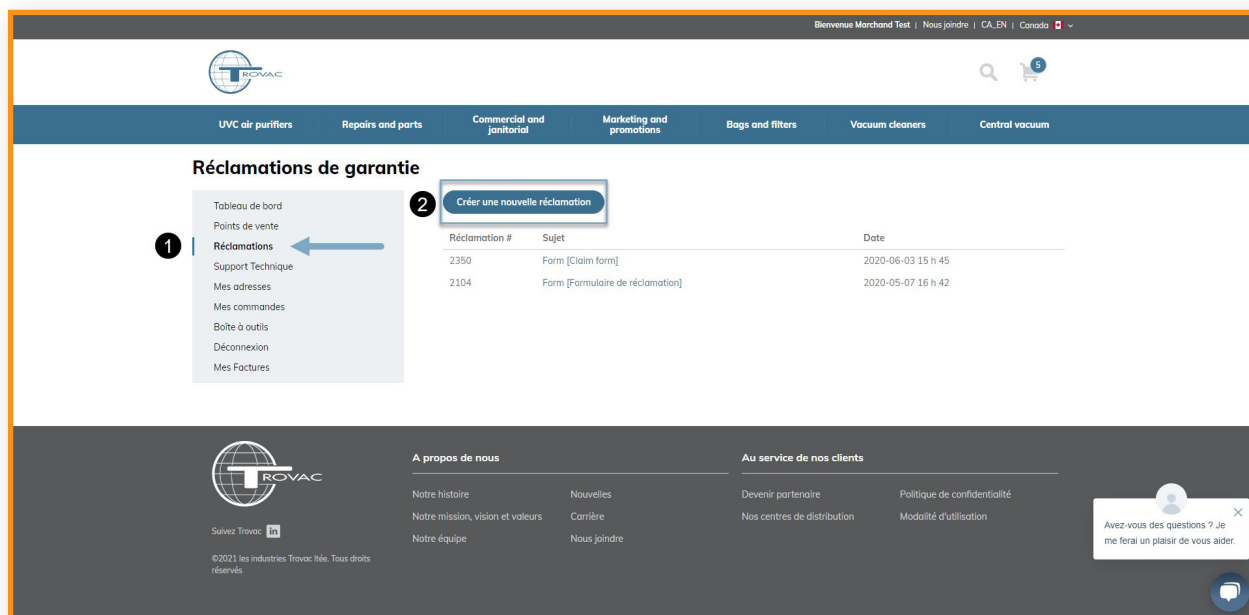 Bienvenue Marchand Test | Nous joindre | CA_EN | Canada
TROVAC
5
UVC air purifiers
Repairs and parts
Commercial and
janitorial
Marketing and
promotions
Bags and filters
Vacuum cleaners
Central vacuum
Réclamations de garantie
Tableau de bord
Points de vente
1
Réclamations
Support Technique
Mes adresses
Mes commandes
Boîte à outils
Déconnexion
Mes Factures
2
Créer une nouvelle réclamation
Réclamation # Sujet Date
2350 Form [Claim form] 2020-06-03 15 h 45
2104 Form [Formulaire de réclamation] 2020-05-07 16 h 42
TROVAC
Suivez Trovac in
©2021 les industries Trovac ltée. Tous droits
réservés
A propos de nous
Notre histoire
Notre mission, vision et valeurs
Notre équipe
Nouvelles
Carrière
Nous joindre
Au service de nos clients
Devenir partenaire
Nos centres de distribution
Politique de confidentialité
Modalité d'utilisation
Avez-vous des questions ? Je
me ferai un plaisir de vous aider.